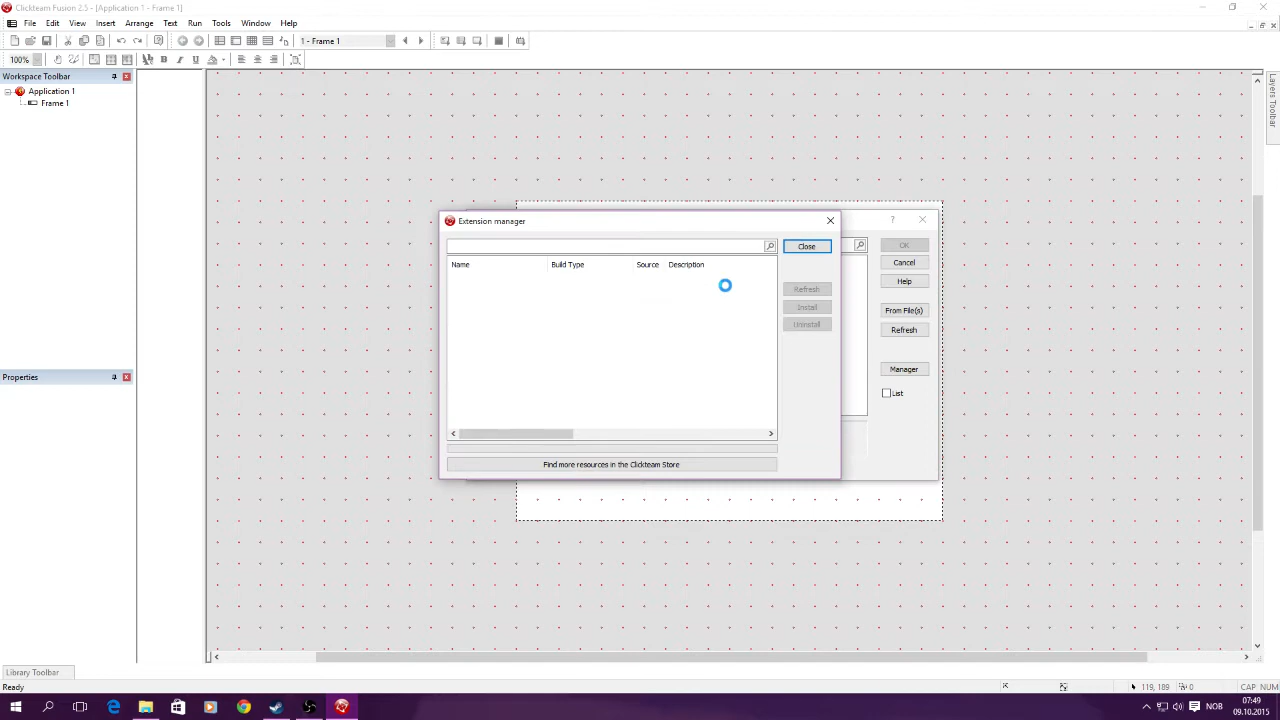 Clickteam Fusion 2.5 - [Application 1 - Frame 1]
File Edit View Insert Arrange Text Run Tools Window Help
1 - Frame 1
100%
B I U
Workspace Toolbar
Application 1
Frame 1
Layers Toolbar
Extension manager
Close
Name Build Type Source Description
Refresh
Install
Uninstall
Find more resources in the Clickteam Store
OK
Cancel
Help
From File(s)
Refresh
Manager
List
Properties
Library Toolbar
Ready
119, 189
0
CAP NUM
NOB
07:49
09.10.2015